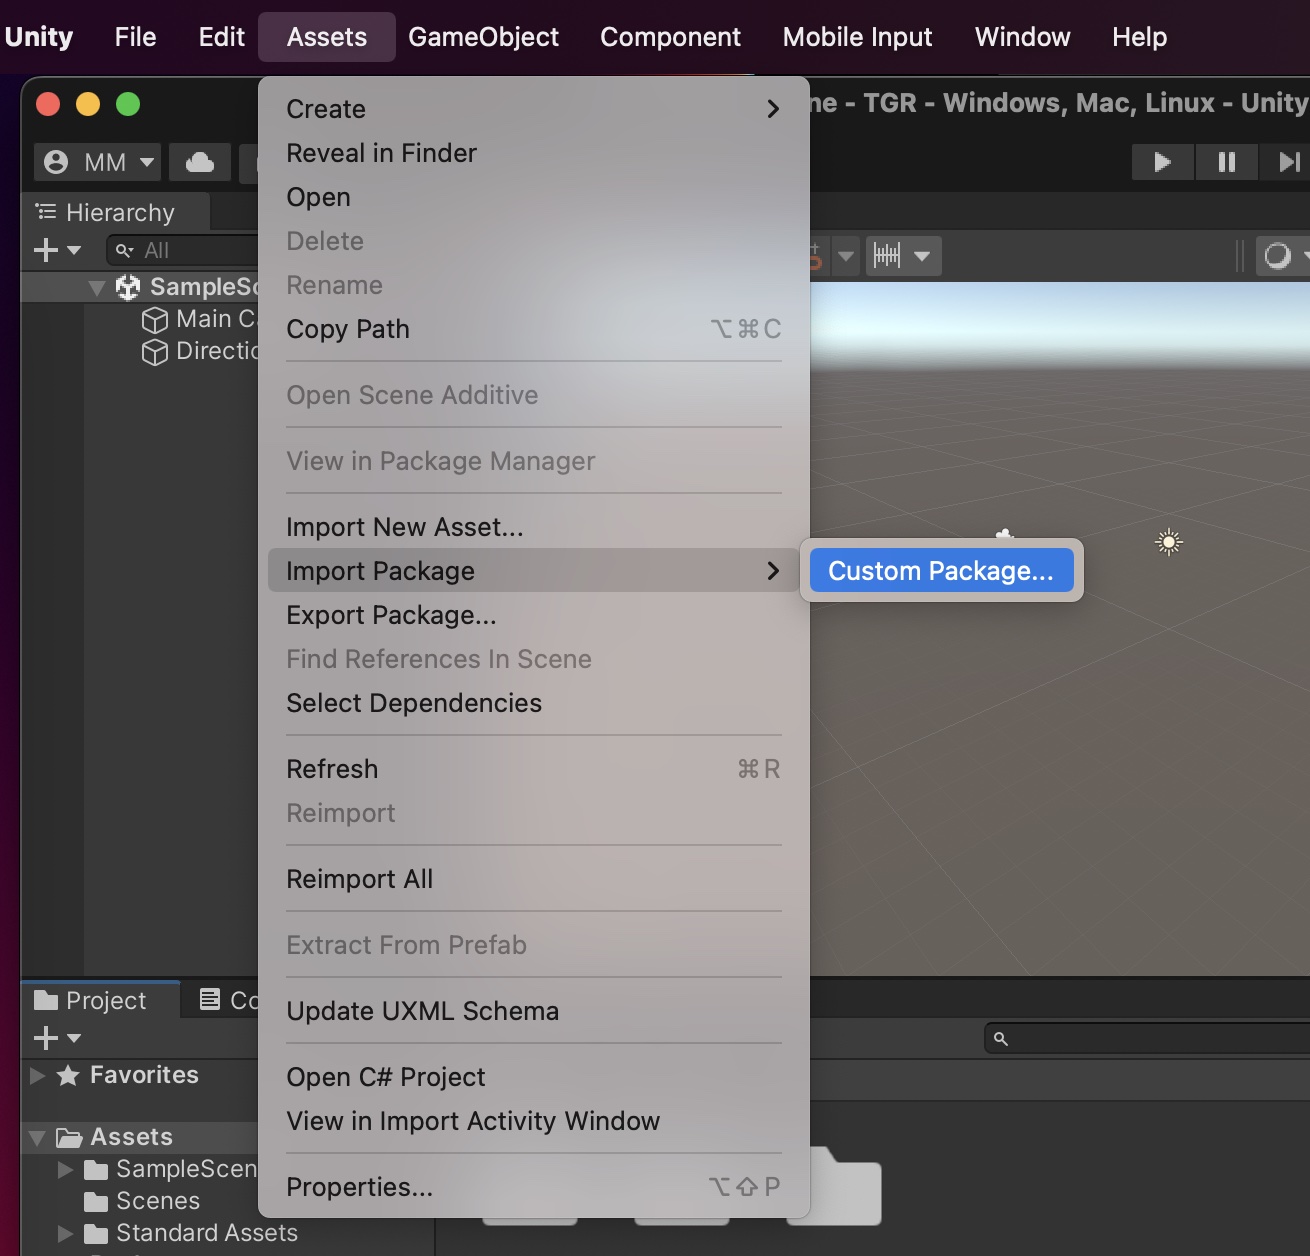 Unity File Edit Assets GameObject Component Mobile Input Window Help
ne - TGR - Windows, Mac, Linux - Unity
MM
Hierarchy
All
SampleSc
Main Ca
Directio
Create
Reveal in Finder
Open
Delete
Rename
Copy Path ⌥⌘C
Open Scene Additive
View in Package Manager
Import New Asset...
Import Package
Custom Package...
Export Package...
Find References In Scene
Select Dependencies
Refresh ⌘R
Reimport
Reimport All
Extract From Prefab
Update UXML Schema
Open C# Project
View in Import Activity Window
Properties... ⌥⇧P
Project
Co
Favorites
Assets
SampleScen
Scenes
Standard Assets